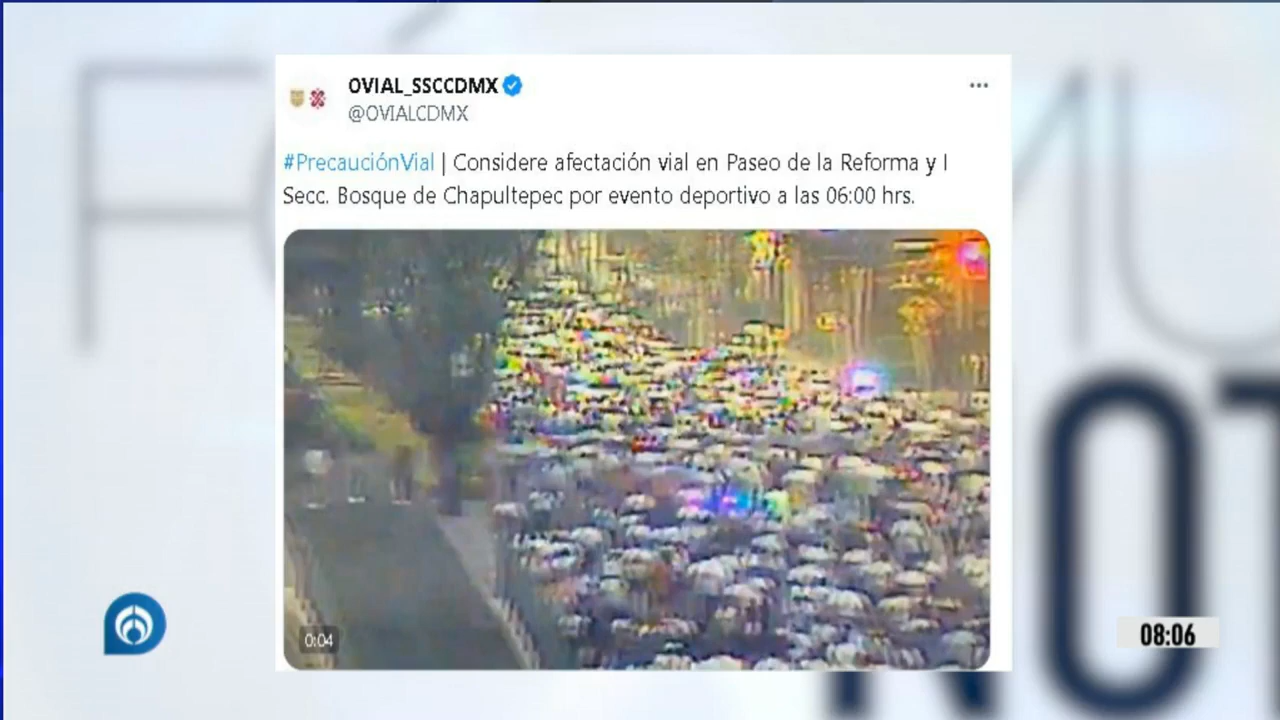 OVIAL_SSCCDMX
@OVIALCDMX
#PrecauciónVial | Considere afectación vial en Paseo de la Reforma y I
Secc. Bosque de Chapultepec por evento deportivo a las 06:00 hrs.
0:04
08:06